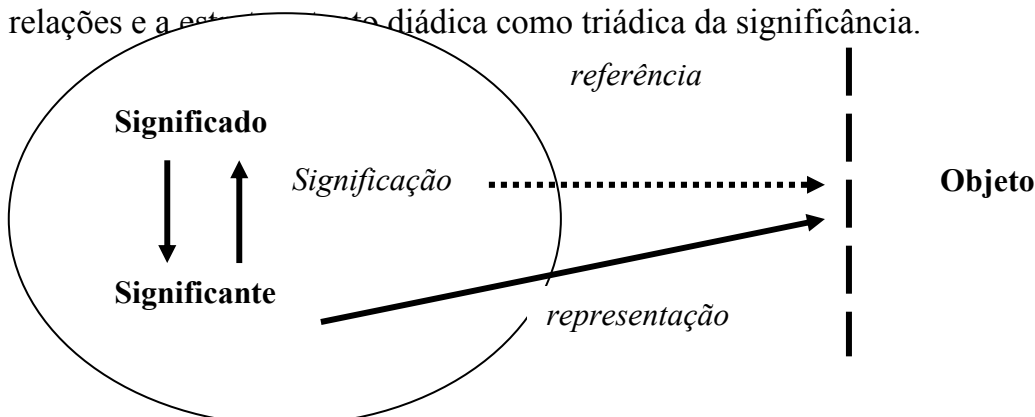 relações e a diádica como triádica da significância.
referência
Significado
Significação
Objeto
Significante
representação